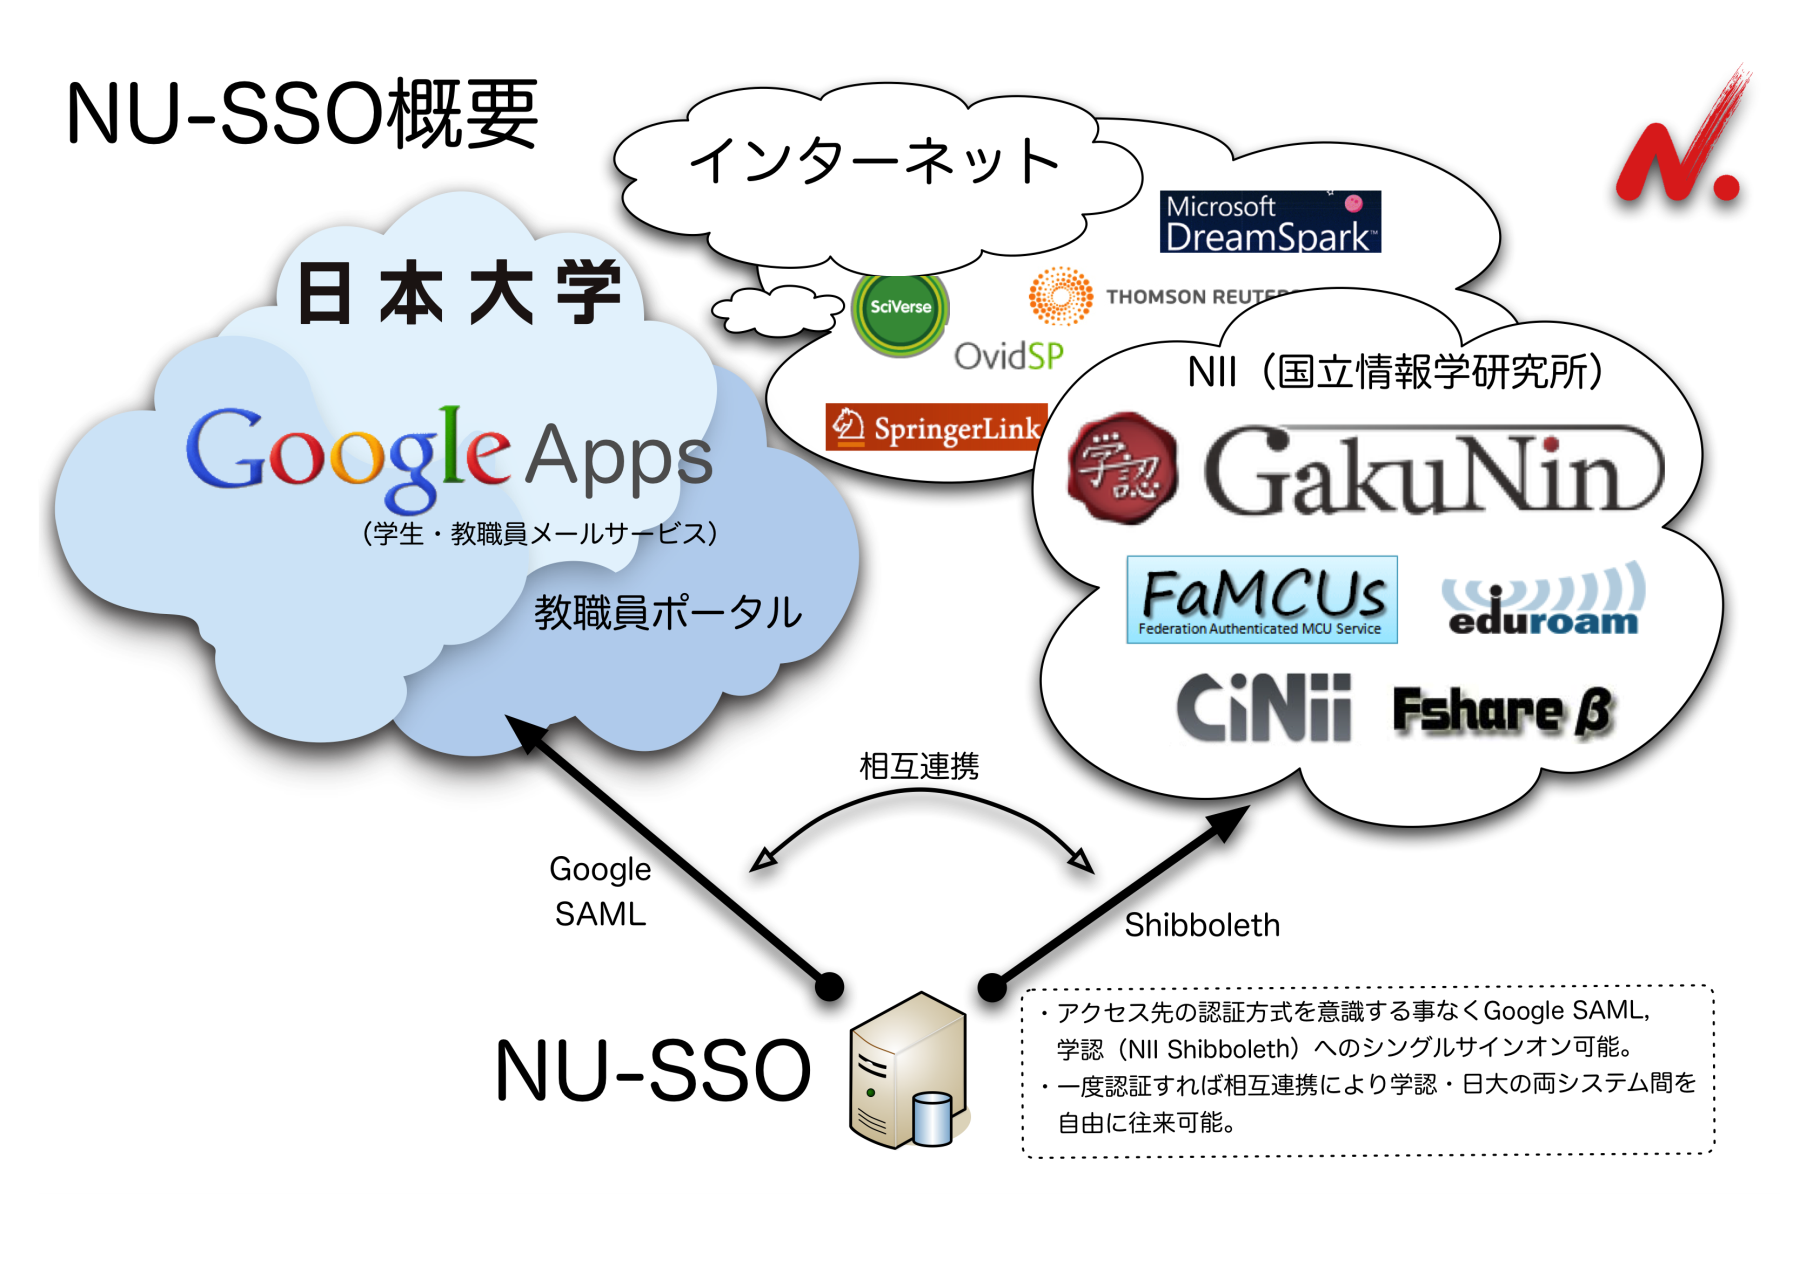 NU-SSO概要
インターネット
Microsoft
DreamSpark™
日本大学
SciVerse
THOMSON REUTERS
OvidSP
NII（国立情報学研究所）
Google Apps
SpringerLink
学認
GakuNin
（学生・教職員メールサービス）
FaMCUs
Federation Authenticated MCU Service
eduroam
教職員ポータル
CiNii
Fshare β
相互連携
Google
SAML
Shibboleth
NU-SSO
・アクセス先の認証方式を意識する事なくGoogle SAML,
学認（NII Shibboleth）へのシングルサインオン可能。
・一度認証すれば相互連携により学認・日大の両システム間を
自由に往来可能。
N.